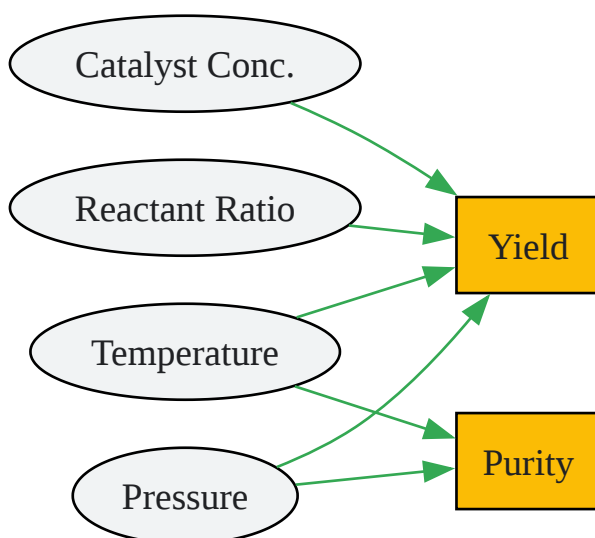 Catalyst Conc.
Reactant Ratio
Yield
Temperature
Purity
Pressure